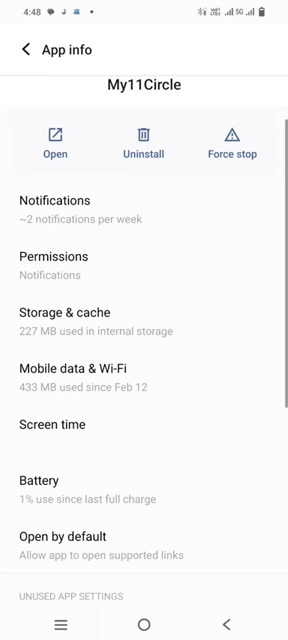 4:48
5G
App info
My11Circle
Open
Uninstall
Force stop
Notifications
~2 notifications per week
Permissions
Notifications
Storage & cache
227 MB used in internal storage
Mobile data & Wi-Fi
433 MB used since Feb 12
Screen time
Battery
1% use since last full charge
Open by default
Allow app to open supported links
UNUSED APP SETTINGS